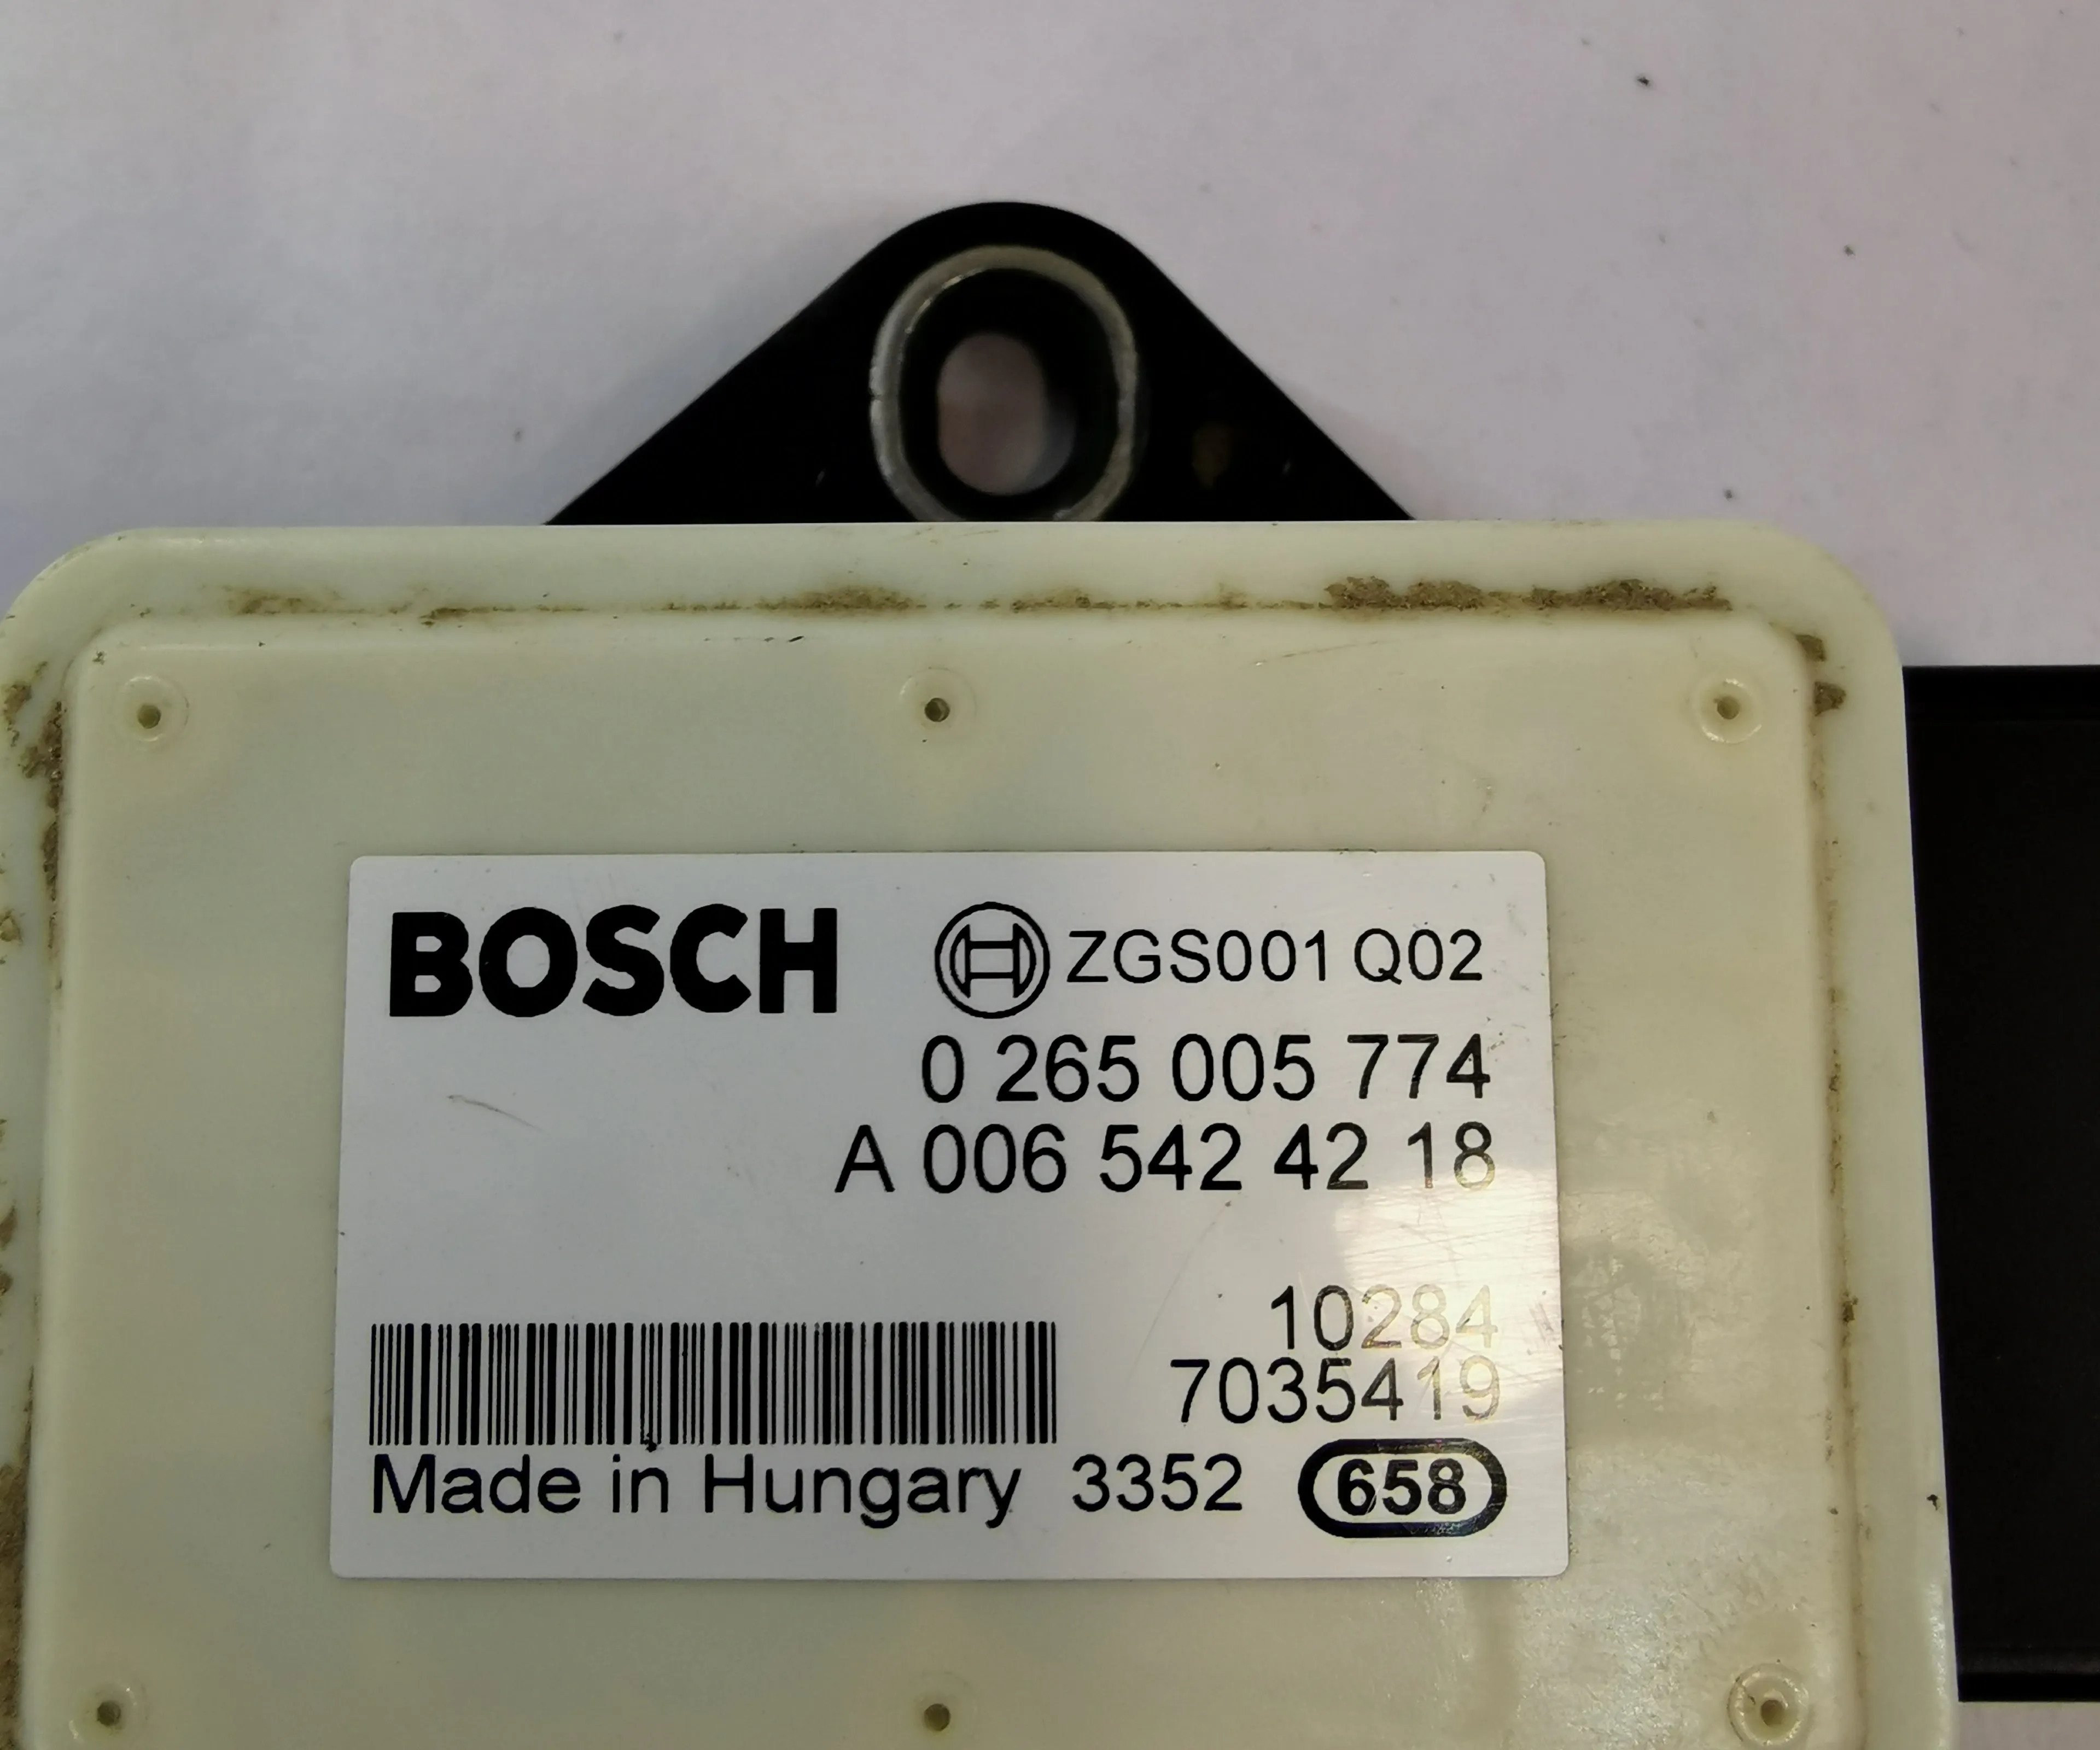 BOSCH ZGS001 Q02
0 265 005 774
A 006 542 42 18
10284
7035419
Made in Hungary 3352 658